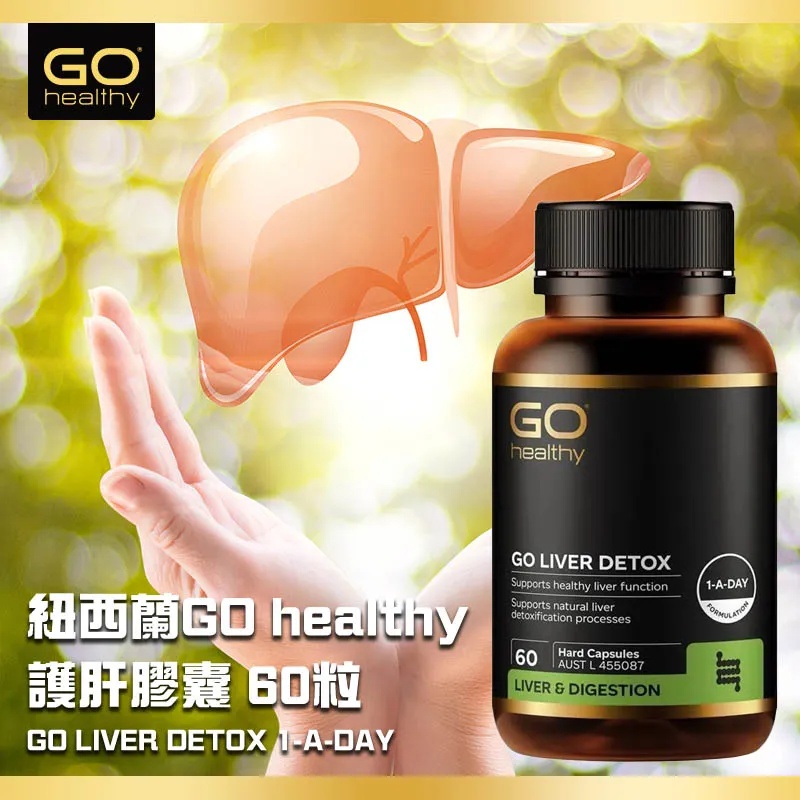 GO
healthy
GO
healthy
GO LIVER DETOX
Supports healthy liver function
Supports natural liver
detoxification processes
1-A-DAY
FORMULATION
60
Hard Capsules
AUST L 455087
LIVER & DIGESTION
紐西蘭GO healthy
護肝膠囊 60粒
GO LIVER DETOX 1-A-DAY